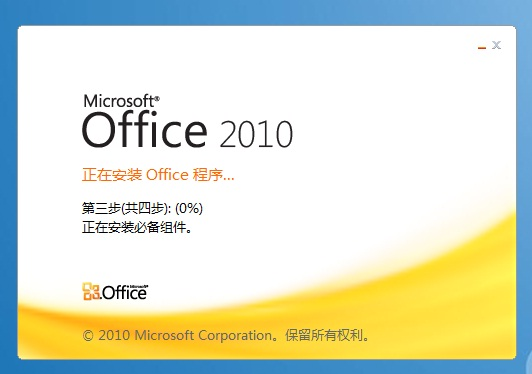 Microsoft®
Office 2010
正在安装 Office 程序...
第三步(共四步): (0%)
正在安装必备组件。
Microsoft®
Office
© 2010 Microsoft Corporation。保留所有权利。